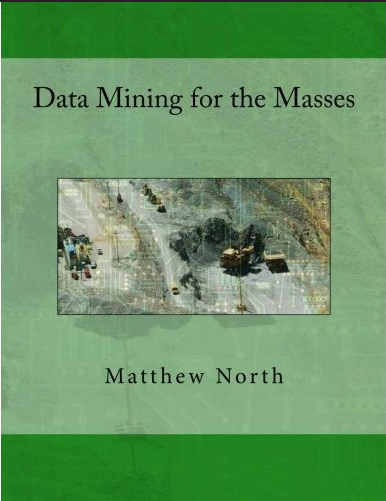 Data Mining for the Masses
Matthew North